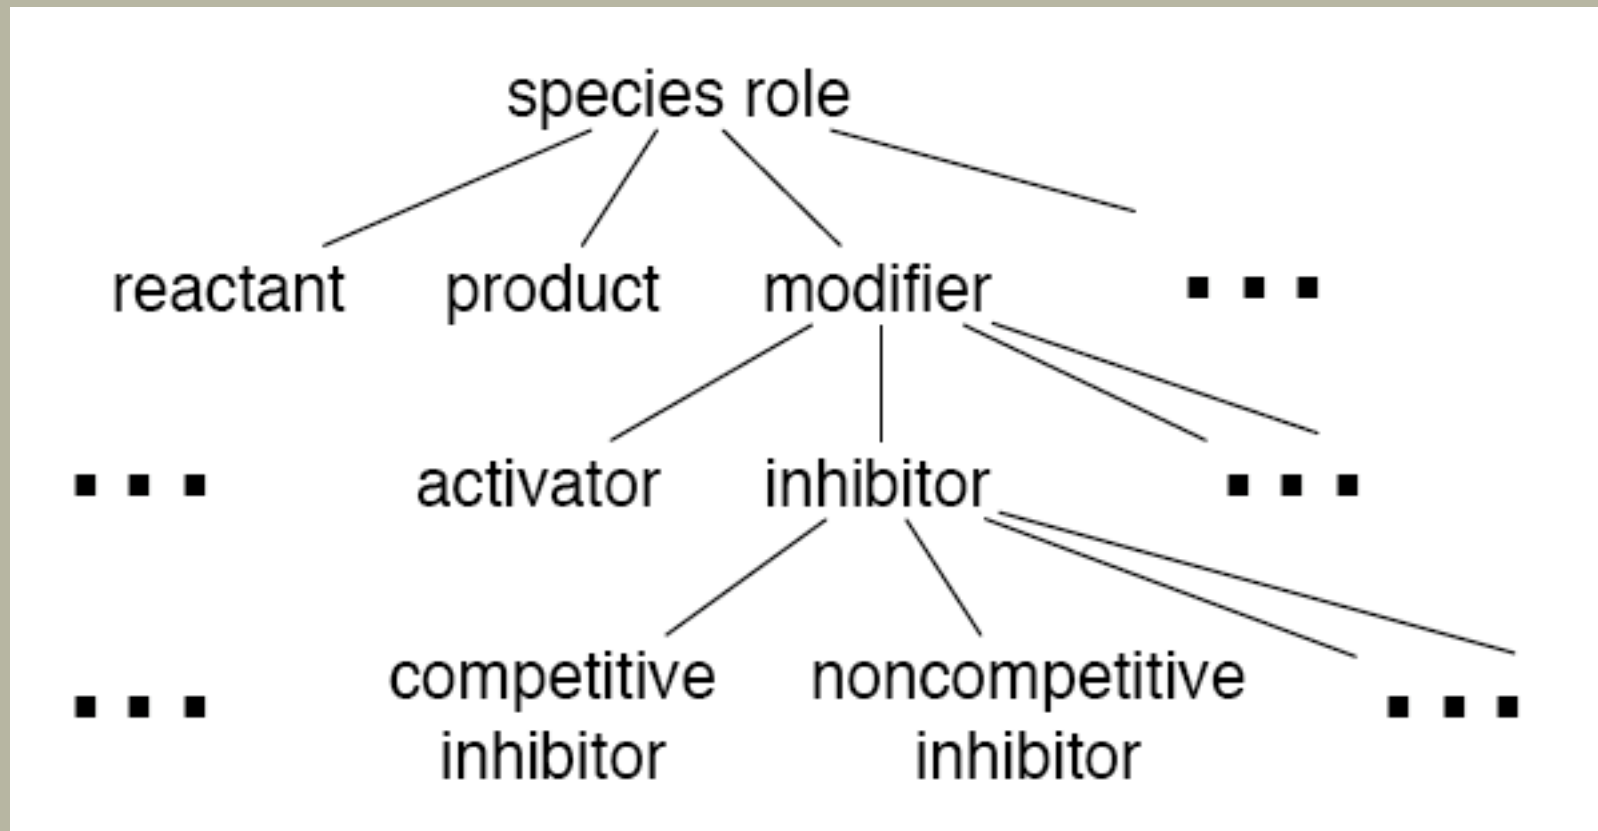 species role
reactant product modifier ...
... activator inhibitor ...
competitive noncompetitive
... ...
inhibitor inhibitor